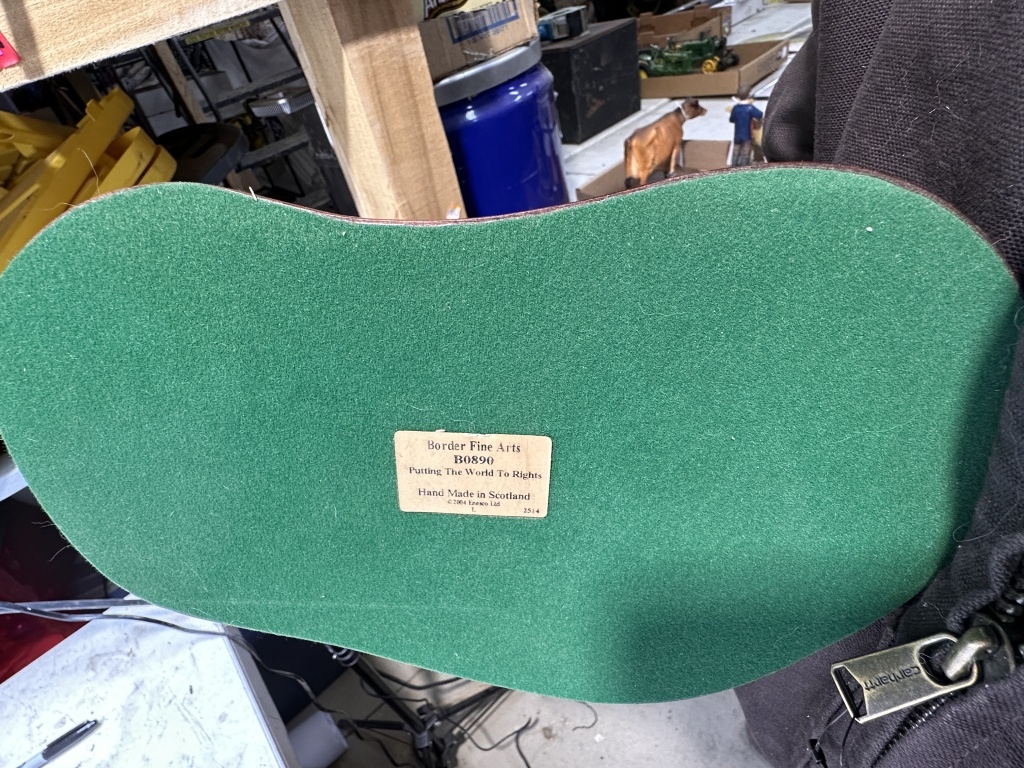 Border Fine Arts
B0890
Putting The World To Rights
Hand Made in Scotland
©2004 Enesco Ltd
L 2514
carhartt